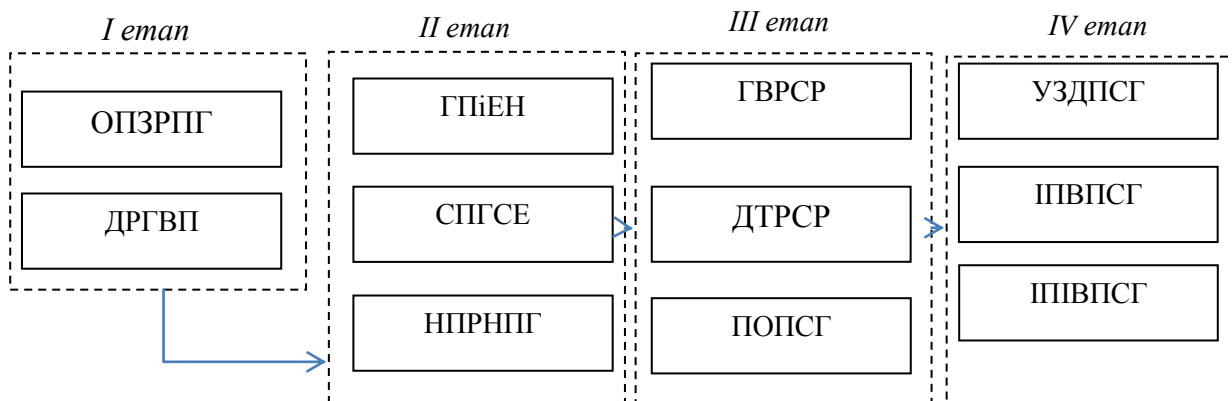 I етап
II етап
III етап
IV етап
ОПЗРПГ
ДРГВП
ГПіЕН
СПГСЕ
НПРНПГ
ГВРСР
ДТРСР
ПОПСГ
УЗДПСГ
ІПВПСГ
ІПІВПСГ